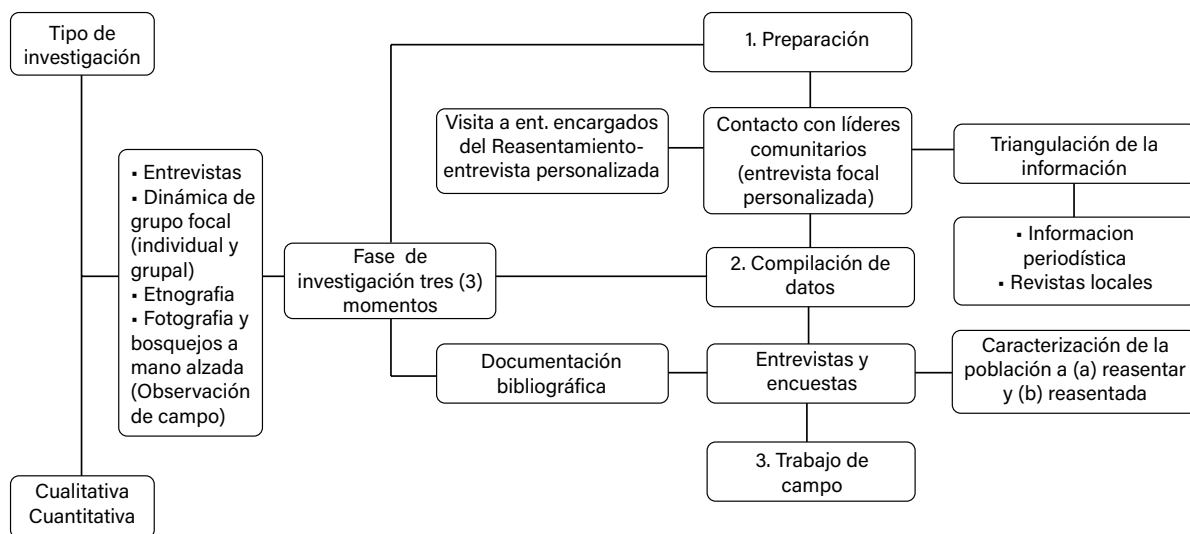 Tipo de
investigación
1. Preparación
Visita a ent. encargados
del Reasentamiento-
entrevista personalizada
Contacto con líderes
comunitarios
(entrevista focal
personalizada)
Triangulación de la
información
▪ Entrevistas
▪ Dinámica de
grupo focal
(individual y
grupal)
▪ Etnografia
▪ Fotografia y
bosquejos a
mano alzada
(Observación
de campo)
Fase  de
investigación tres (3)
momentos
2. Compilación de
datos
▪ Informacion
periodística
▪ Revistas locales
Documentación
bibliográfica
Entrevistas y
encuestas
Caracterización de la
población a (a) reasentar
y (b) reasentada
3. Trabajo de
campo
Cualitativa
Cuantitativa